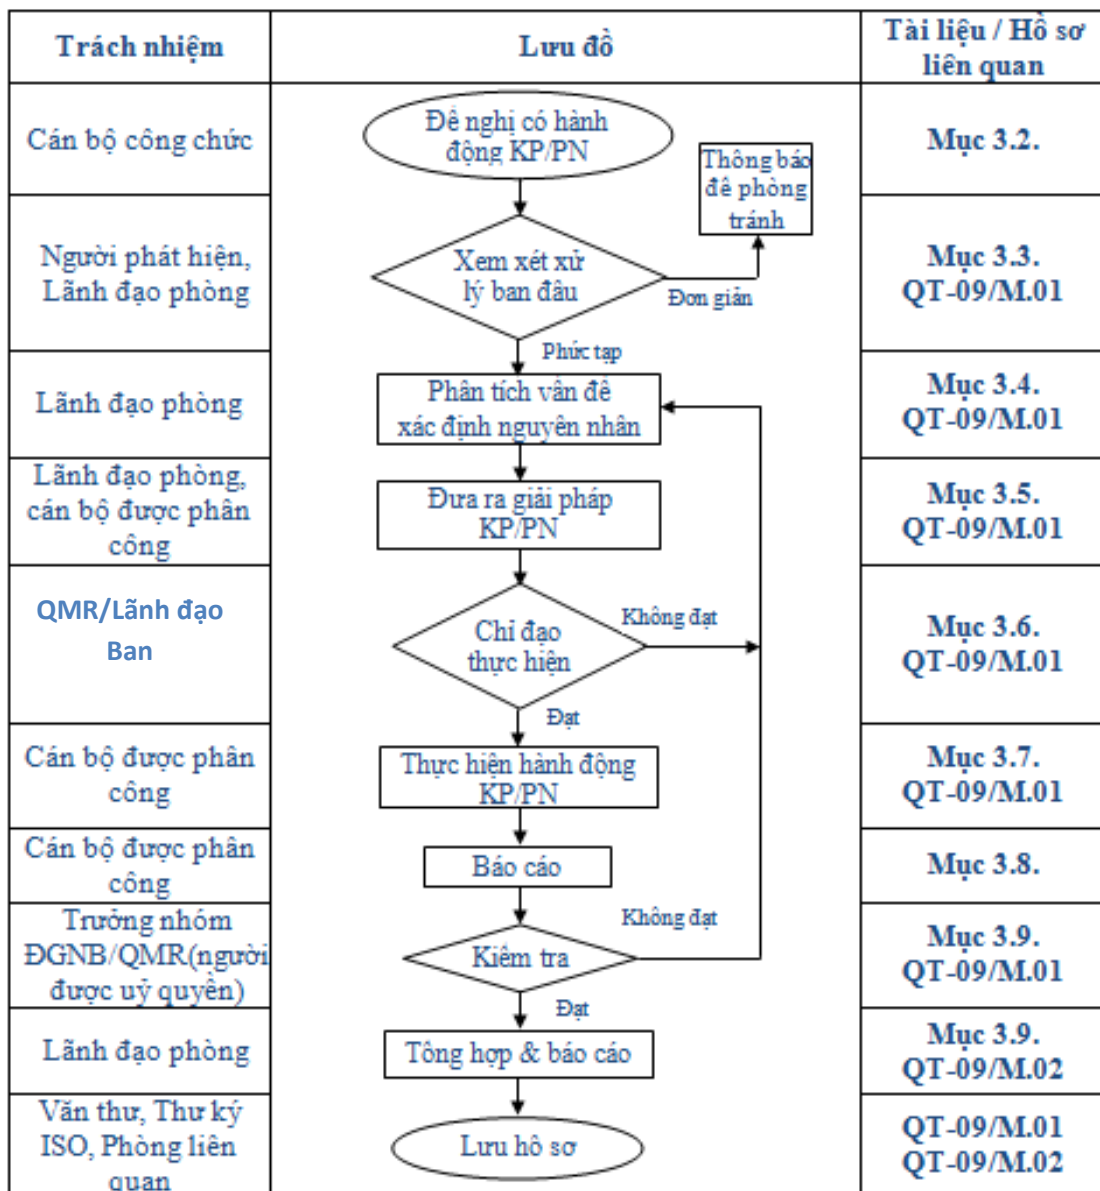 Trách nhiệm
Lưu đồ
Tài liệu / Hồ sơ
liên quan
Cán bộ công chức
Đề nghị có hành
động KP/PN
Mục 3.2.
Thông báo
đề phòng
tránh
Người phát hiện,
Lãnh đạo phòng
Xem xét xử
lý ban đầu
Đơn giản
Mục 3.3.
QT-09/M.01
Phức tạp
Lãnh đạo phòng
Phân tích vấn đề
xác định nguyên nhân
Mục 3.4.
QT-09/M.01
Lãnh đạo phòng,
cán bộ được phân
công
Đưa ra giải pháp
KP/PN
Mục 3.5.
QT-09/M.01
QMR/Lãnh đạo
Ban
Chỉ đạo
thực hiện
Không đạt
Mục 3.6.
QT-09/M.01
Đạt
Cán bộ được phân
công
Thực hiện hành động
KP/PN
Mục 3.7.
QT-09/M.01
Cán bộ được phân
công
Báo cáo
Mục 3.8.
Trưởng nhóm
ĐGNB/QMR(người
được uỷ quyền)
Kiểm tra
Không đạt
Mục 3.9.
QT-09/M.01
Đạt
Lãnh đạo phòng
Tổng hợp & báo cáo
Mục 3.9.
QT-09/M.02
Văn thư, Thư ký
ISO, Phòng liên
quan
Lưu hồ sơ
QT-09/M.01
QT-09/M.02